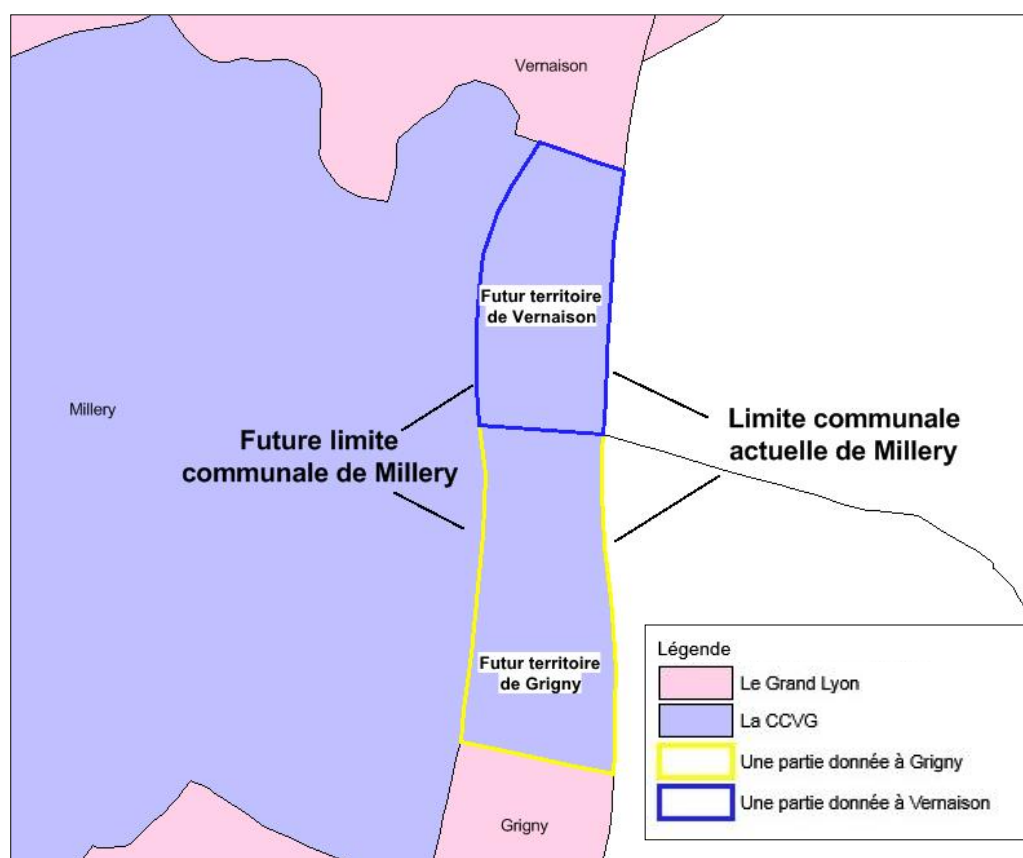 Vernaison
Futur territoire
de Vernaison
Millery
Future limite
communale de Millery
Limite communale
actuelle de Millery
Futur territoire
de Grigny
Grigny
Légende
Le Grand Lyon
La CCVG
Une partie donnée à Grigny
Une partie donnée à Vernaison